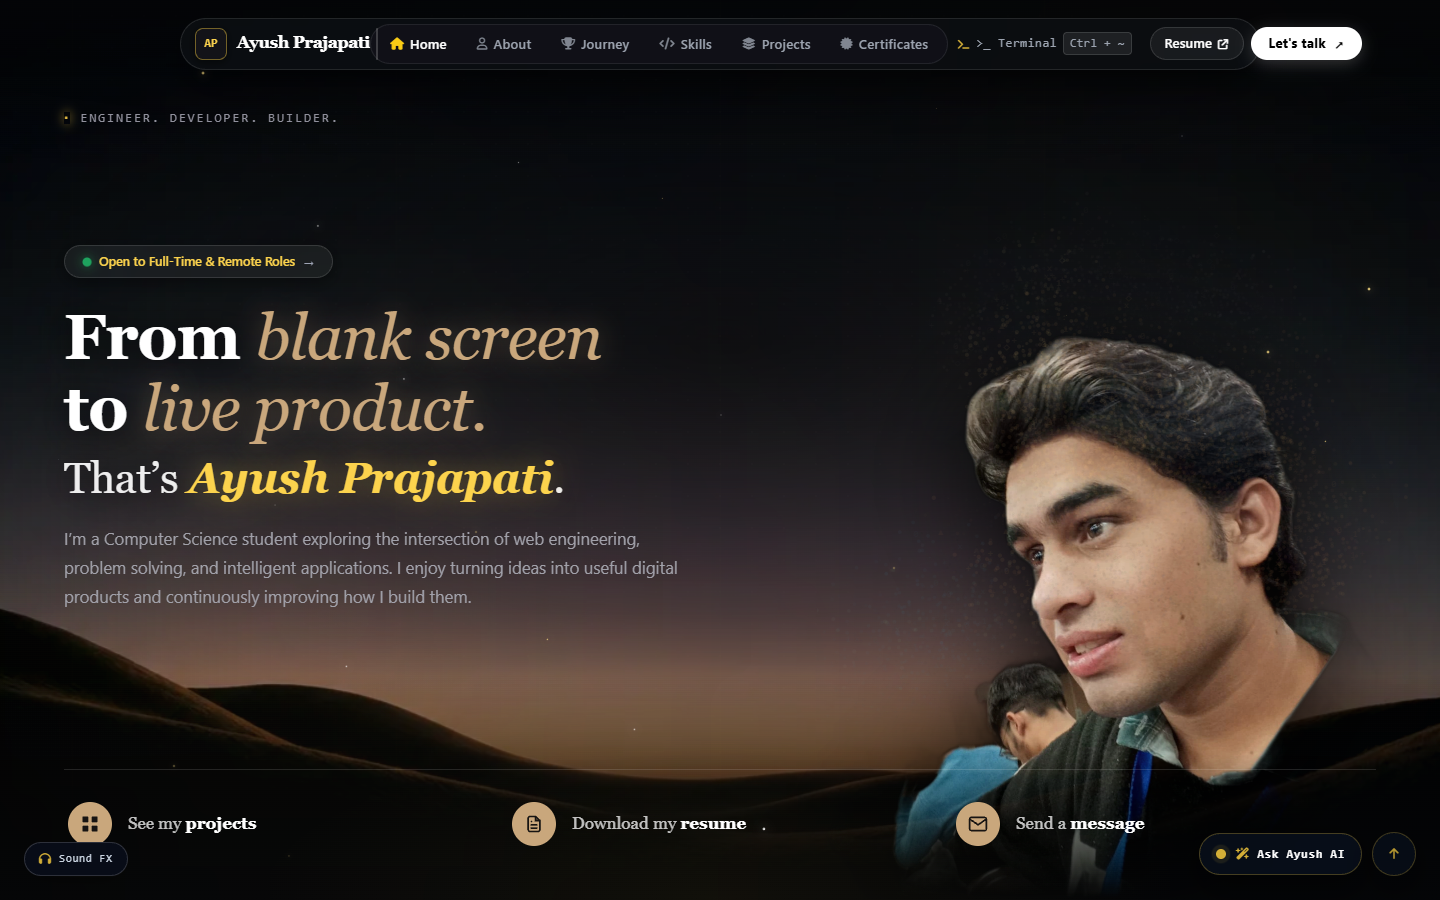 AP Ayush Prajapati Home About Journey Skills Projects Certificates >_ Terminal Ctrl + ~ Resume Let's talk ↗
ENGINEER. DEVELOPER. BUILDER.
Open to Full-Time & Remote Roles →
From blank screen
to live product.
That's Ayush Prajapati.
I'm a Computer Science student exploring the intersection of web engineering,
problem solving, and intelligent applications. I enjoy turning ideas into useful digital
products and continuously improving how I build them.
See my projects
Download my resume
Send a message
Sound FX
Ask Ayush AI